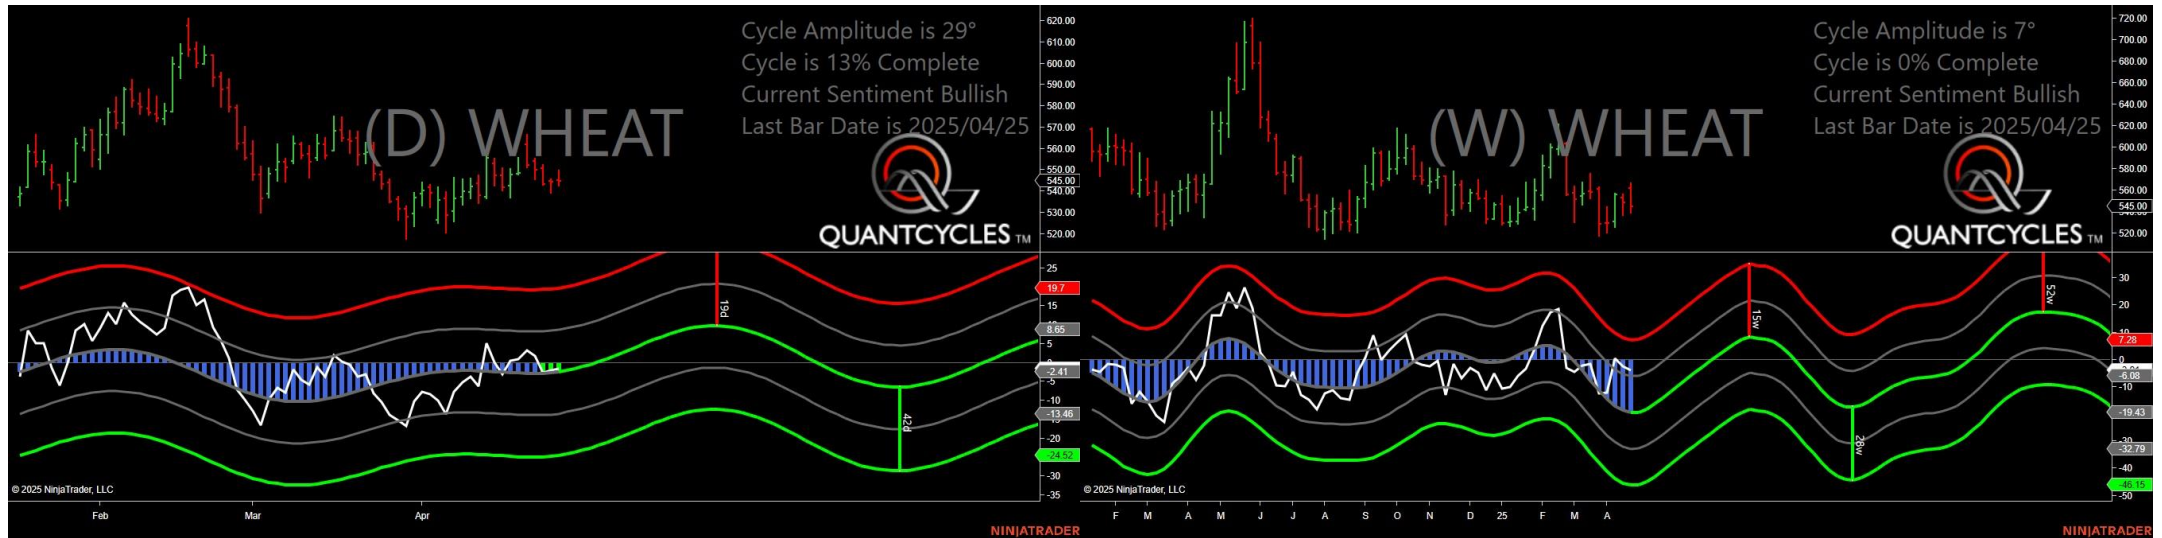 Cycle Amplitude is 29°
Cycle is 13% Complete
Current Sentiment Bullish
Last Bar Date is 2025/04/25
(D) WHEAT
QUANTCYCLES TM
620.00
610.00
600.00
590.00
580.00
570.00
560.00
550.00
545.00
540.00
530.00
520.00
25
19.7
15
8.65
5
0
-2.41
-5
-10
-13.46
-20
-24.52
-30
-35
19d
42d
© 2025 NinjaTrader, LLC
Feb
Mar
Apr
NINJATRADER
Cycle Amplitude is 7°
Cycle is 0% Complete
Current Sentiment Bullish
Last Bar Date is 2025/04/25
(W) WHEAT
QUANTCYCLES TM
720.00
700.00
680.00
660.00
640.00
620.00
600.00
580.00
560.00
545.00
520.00
30
20
10
7.28
0
-6.08
-10
-19.43
-30
-32.79
-40
-46.15
-50
15w
28w
52w
© 2025 NinjaTrader, LLC
F
M
A
M
J
J
A
S
O
N
D
25
F
M
A
NINJATRADER